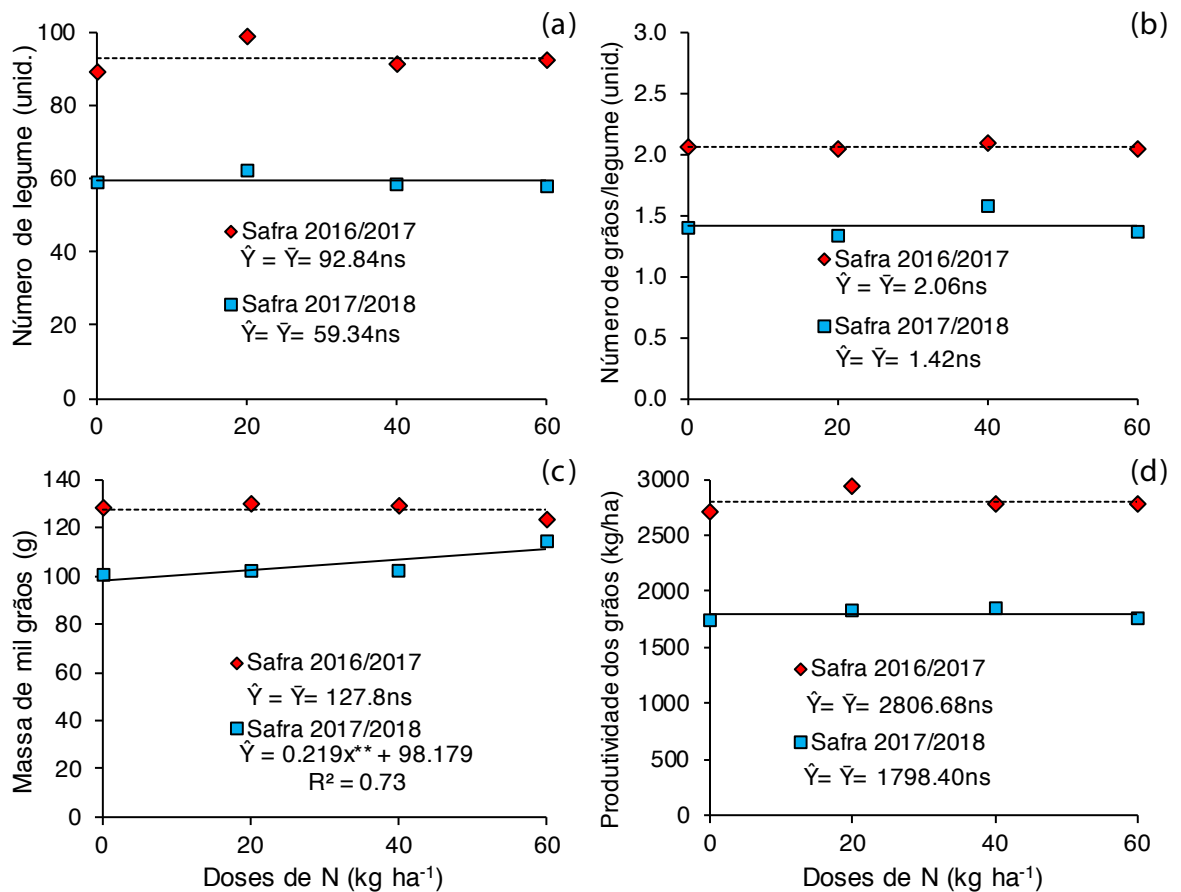 (a)
Número de legume (unid.)
100
80
60
40
20
0
0 20 40 60
Safra 2016/2017
Ŷ = Ȳ= 92.84ns
Safra 2017/2018
Ŷ= Ȳ= 59.34ns
(b)
Número de grãos/legume (unid.)
3.0
2.5
2.0
1.5
1.0
0.5
0.0
0 20 40 60
Safra 2016/2017
Ŷ = Ȳ= 2.06ns
Safra 2017/2018
Ŷ= Ȳ= 1.42ns
(c)
Massa de mil grãos (g)
140
120
100
80
60
40
20
0
0 20 40 60
Safra 2016/2017
Ŷ = Ȳ= 127.8ns
Safra 2017/2018
Ŷ = 0.219x** + 98.179
R² = 0.73
Doses de N (kg ha⁻¹)
(d)
Produtividade dos grãos (kg/ha)
3000
2500
2000
1500
1000
500
0
0 20 40 60
Safra 2016/2017
Ŷ = Ȳ= 2806.68ns
Safra 2017/2018
Ŷ= Ȳ= 1798.40ns
Doses de N (kg ha⁻¹)